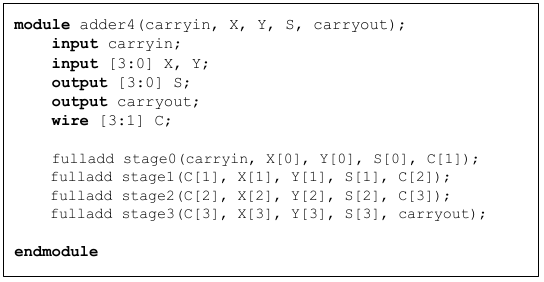 module adder4(carryin, X, Y, S, carryout);
input carryin;
input [3:0] X, Y;
output [3:0] S;
output carryout;
wire [3:1] C;
fulladd stage0(carryin, X[0], Y[0], S[0], C[1]);
fulladd stage1(C[1], X[1], Y[1], S[1], C[2]);
fulladd stage2(C[2], X[2], Y[2], S[2], C[3]);
fulladd stage3(C[3], X[3], Y[3], S[3], carryout);
endmodule